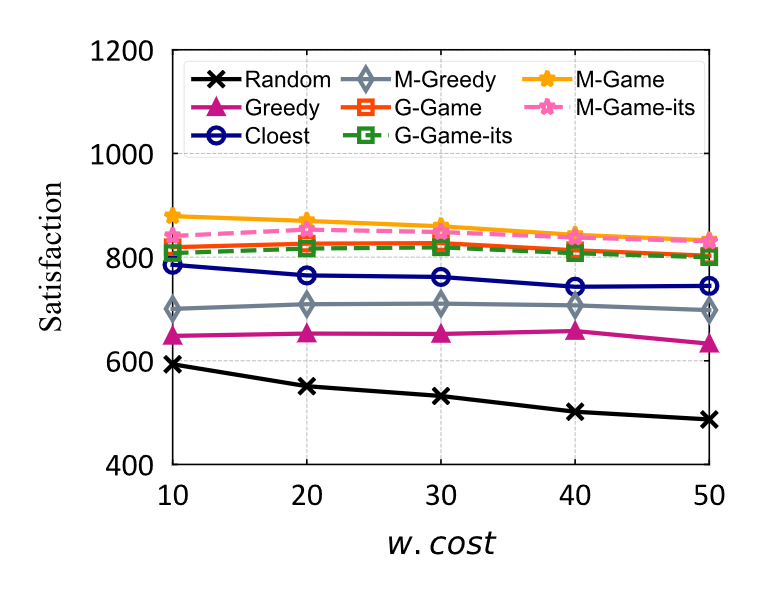 1200
1000
800
600
400
Satisfaction
Random
Greedy
Cloest
M-Greedy
G-Game
G-Game-its
M-Game
M-Game-its
10 20 30 40 50
w.cost